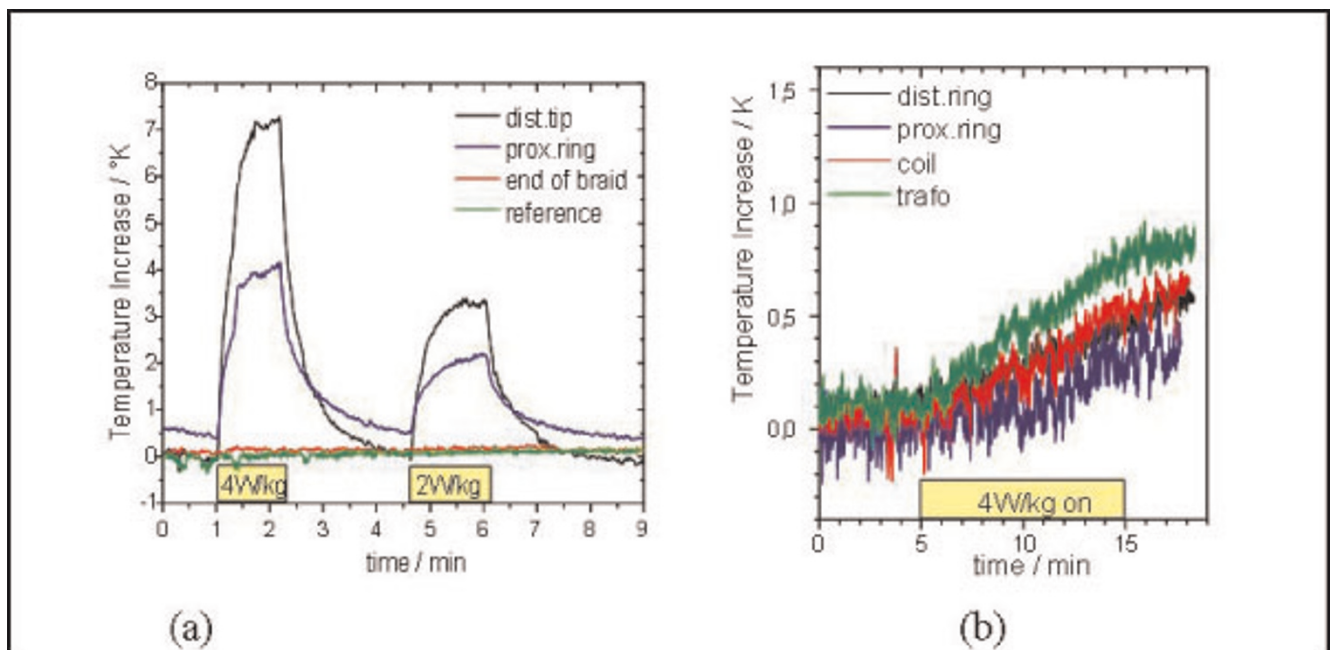 8
7
6
5
4
3
2
1
0
-1
Temperature Increase / °K
dist.tip
prox.ring
end of braid
reference
4W/kg
2W/kg
0 1 2 3 4 5 6 7 8 9
time / min
(a)
1,5
1,0
0,5
0,0
Temperature Increase / K
dist.ring
prox.ring
coil
trafo
4W/kg on
0 5 10 15
time / min
(b)